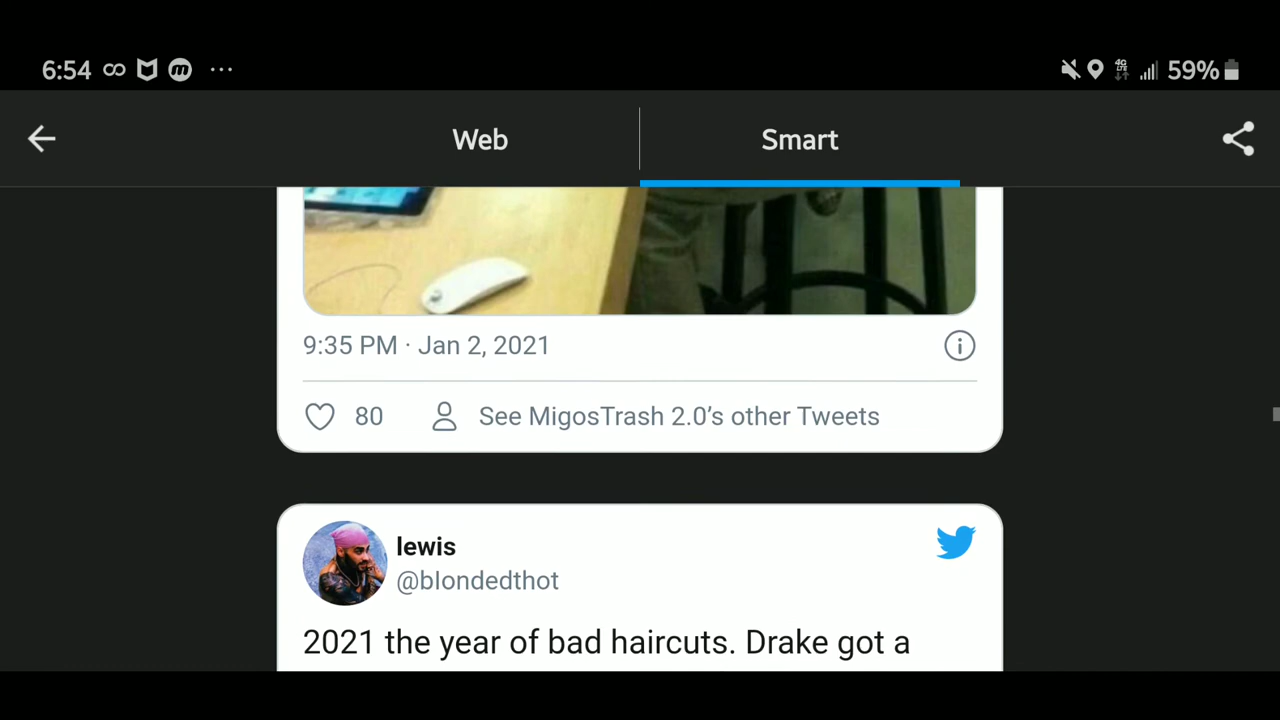 6:54 59%
Web Smart
9:35 PM · Jan 2, 2021
80 See MigosTrash 2.0's other Tweets
lewis
@blondedthot
2021 the year of bad haircuts. Drake got a